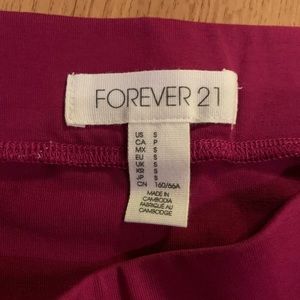 FOREVER 21
US S
CA P
MX S
EU S
UK S
KR S
JP S
CN 160/66A
MADE IN
CAMBODIA
FABRIQUÉ AU
CAMBODGE